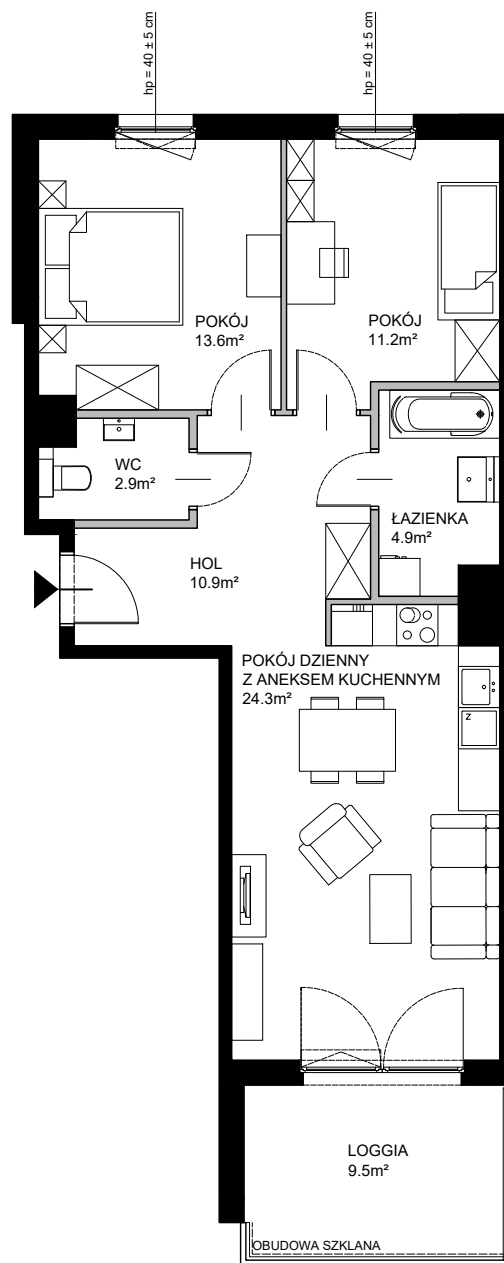 hp = 40 ± 5 cm
hp = 40 ± 5 cm
POKÓJ
13.6m²
POKÓJ
11.2m²
WC
2.9m²
ŁAZIENKA
4.9m²
HOL
10.9m²
POKÓJ DZIENNY
Z ANEKSEM KUCHENNYM
24.3m²
Z
LOGGIA
9.5m²
OBUDOWA SZKLANA